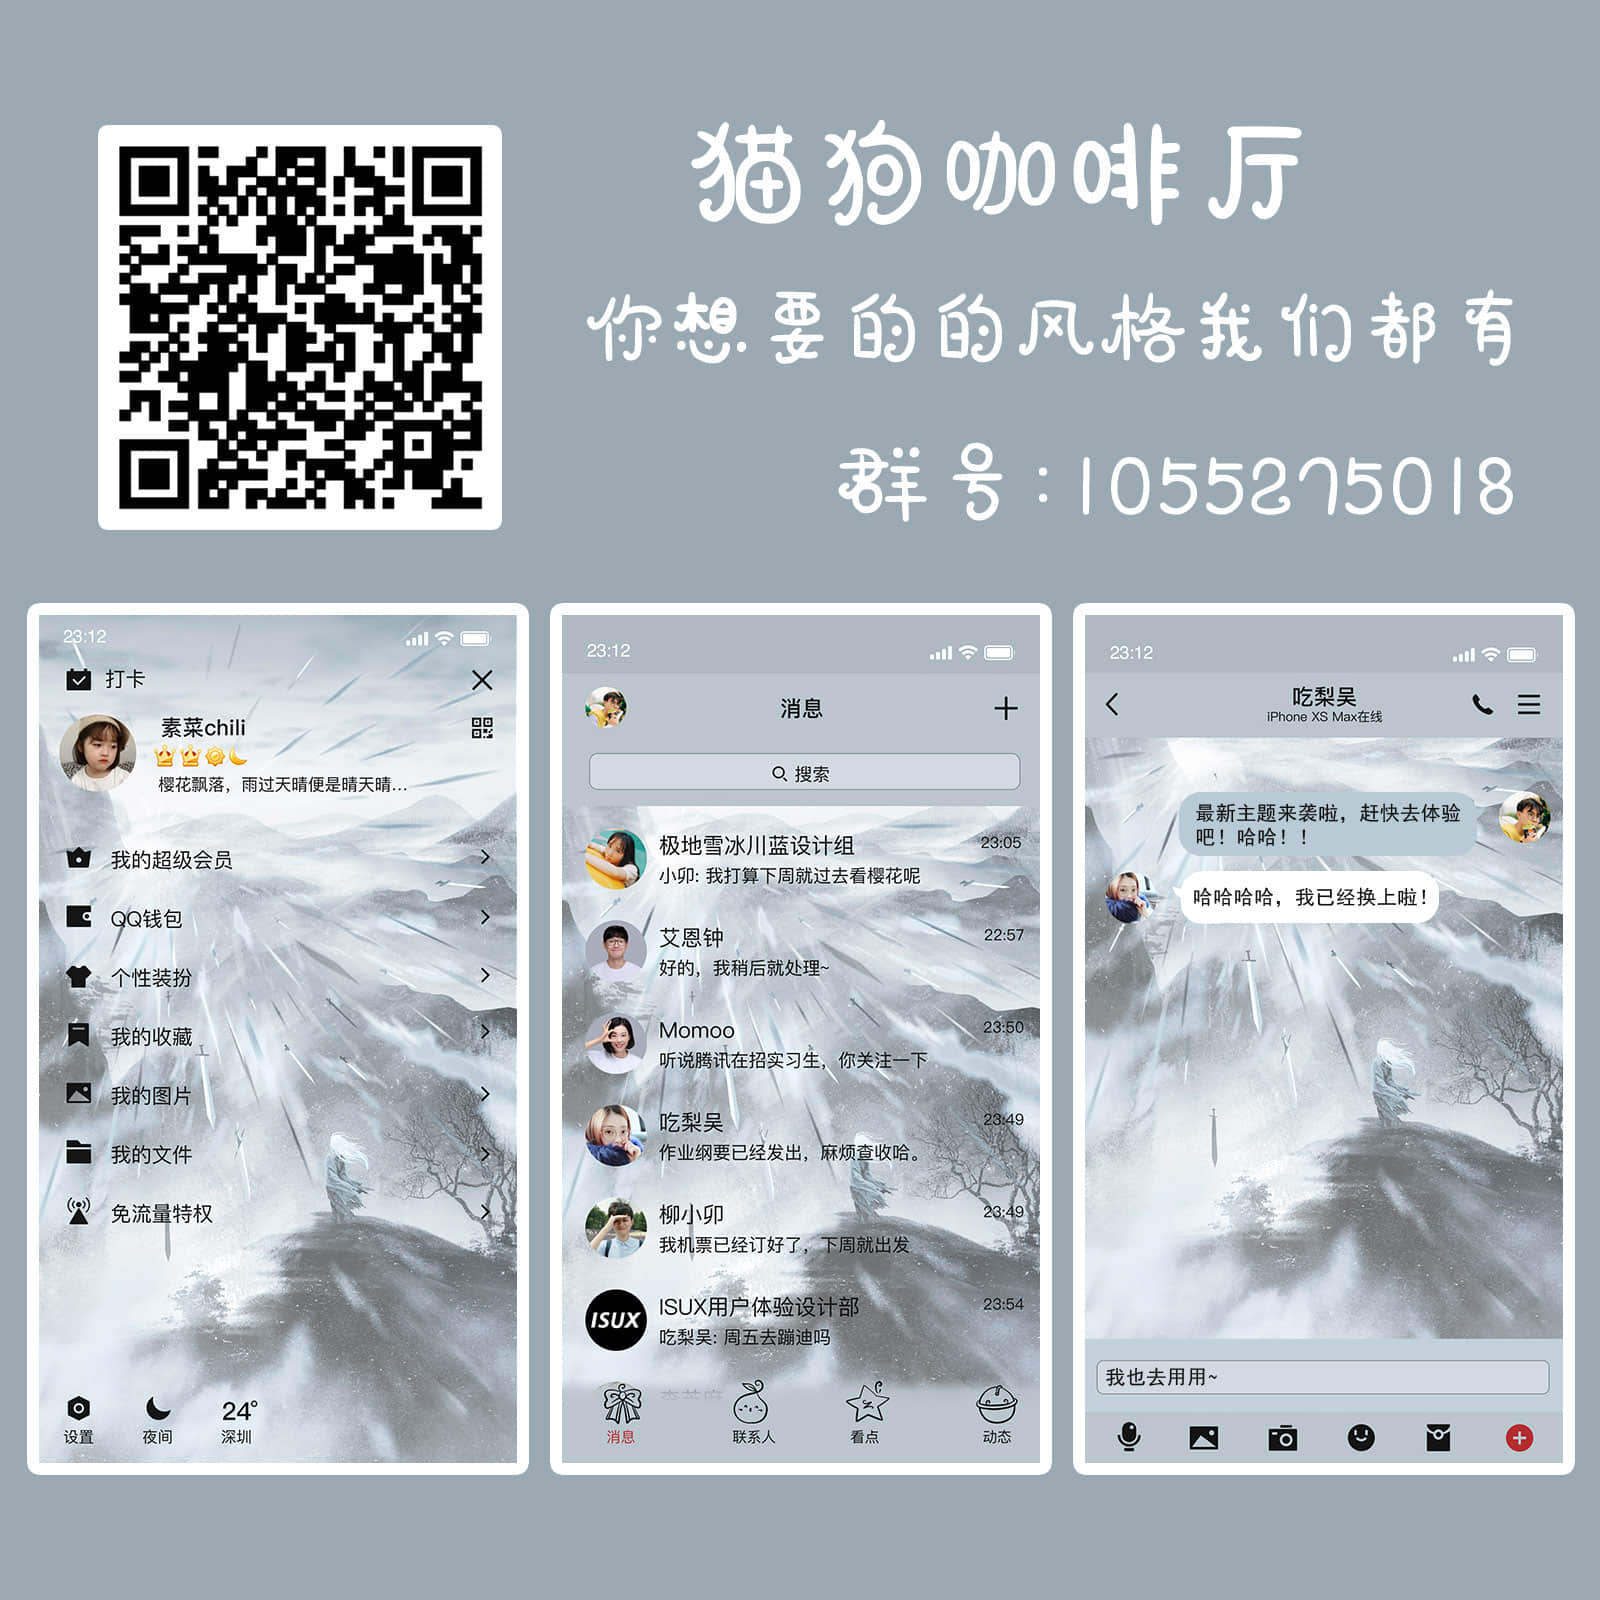 猫狗咖啡厅
你想要的的风格我们都有
群号:1055275018
23:12
打卡
素菜chili
樱花飘落，雨过天晴便是晴天晴...
我的超级会员
QQ钱包
个性装扮
我的收藏
我的图片
我的文件
免流量特权
24°
设置 夜间 深圳
23:12
消息
搜索
极地雪冰川蓝设计组 23:05
小卯: 我打算下周就过去看樱花呢
艾恩钟 22:57
好的，我稍后就处理~
Momoo 23:50
听说腾讯在招实习生，你关注一下
吃梨吴 23:49
作业纲要已经发出，麻烦查收哈。
柳小卯 23:49
我机票已经订好了，下周就出发
ISUX
ISUX用户体验设计部 23:54
吃梨吴: 周五去蹦迪吗
消息 联系人 看点 动态
23:12
吃梨吴
iPhone XS Max在线
最新主题来袭啦，赶快去体验
吧！哈哈！！
哈哈哈哈，我已经换上啦！
我也去用用~